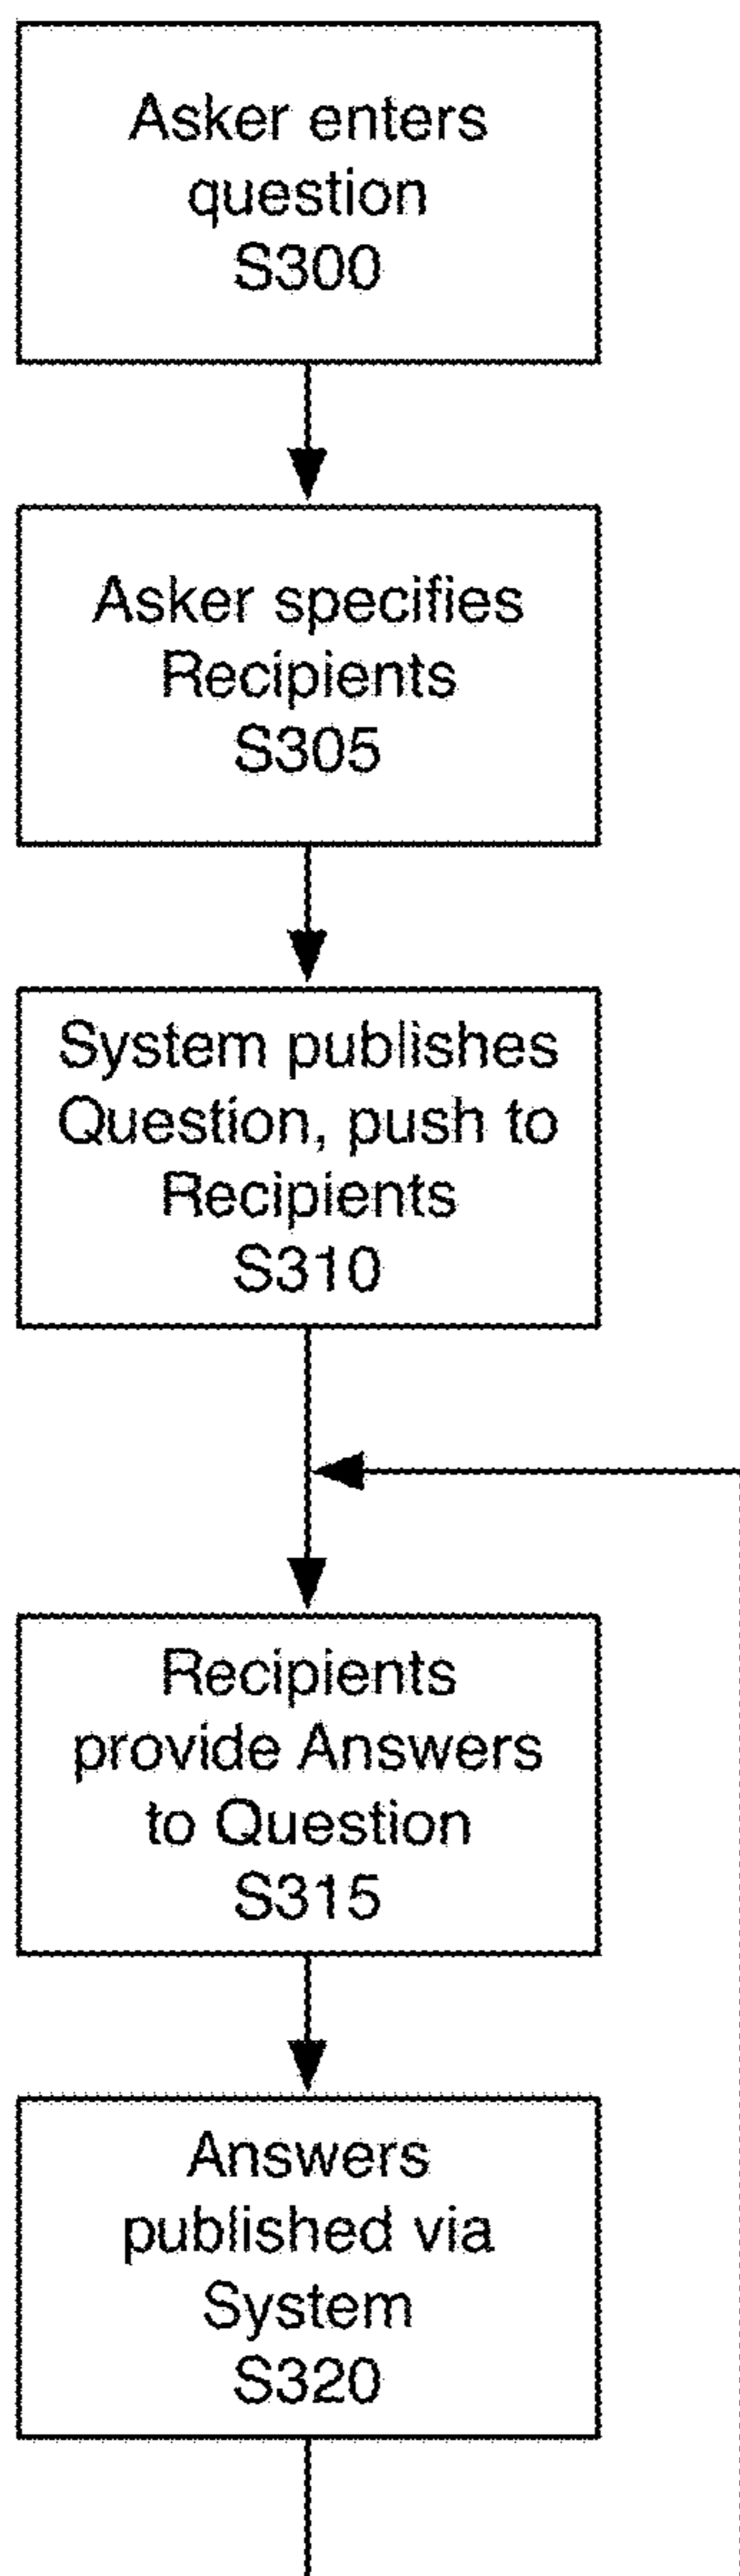 Asker enters
question
S300
Asker specifies
Recipients
S305
System publishes
Question, push to
Recipients
S310
Recipients
provide Answers
to Question
S315
Answers
published via
System
S320